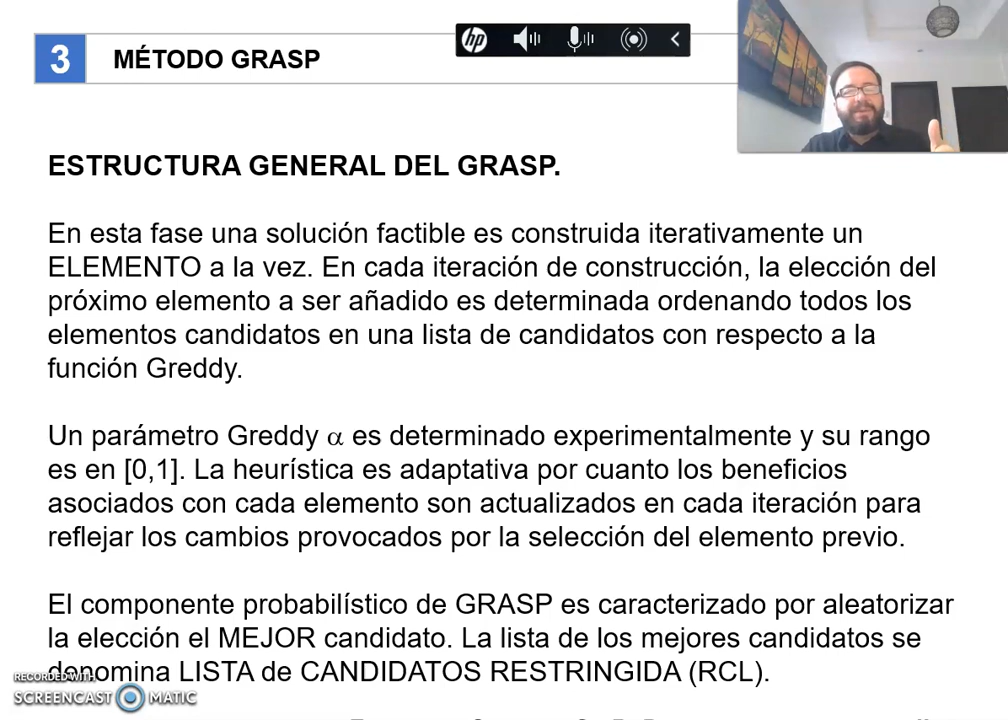 3 MÉTODO GRASP
hp
ESTRUCTURA GENERAL DEL GRASP.
En esta fase una solución factible es construida iterativamente un
ELEMENTO a la vez. En cada iteración de construcción, la elección del
próximo elemento a ser añadido es determinada ordenando todos los
elementos candidatos en una lista de candidatos con respecto a la
función Greddy.
Un parámetro Greddy α es determinado experimentalmente y su rango
es en [0,1]. La heurística es adaptativa por cuanto los beneficios
asociados con cada elemento son actualizados en cada iteración para
reflejar los cambios provocados por la selección del elemento previo.
El componente probabilístico de GRASP es caracterizado por aleatorizar
la elección el MEJOR candidato. La lista de los mejores candidatos se
denomina LISTA de CANDIDATOS RESTRINGIDA (RCL).
RECORDED WITH
SCREENCAST MATIC